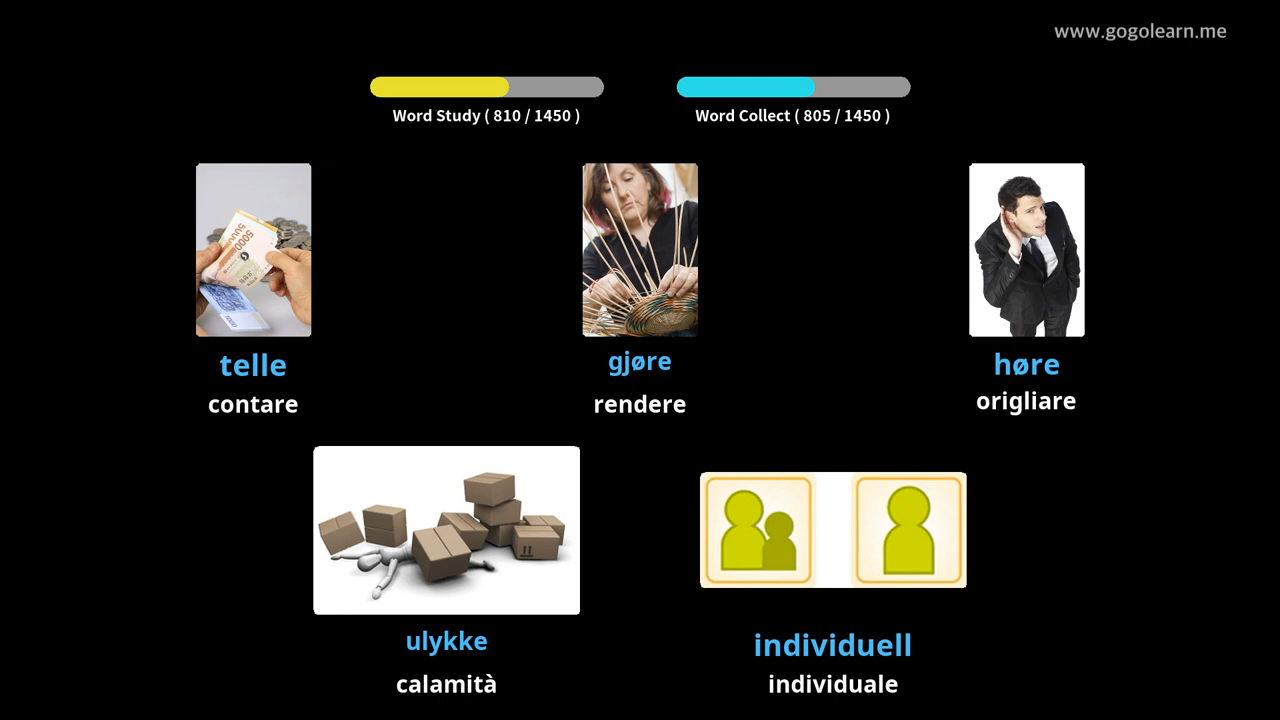 www.gogolearn.me
Word Study ( 810 / 1450 )
Word Collect ( 805 / 1450 )
telle
contare
gjøre
rendere
høre
origliare
ulykke
calamità
individuell
individuale